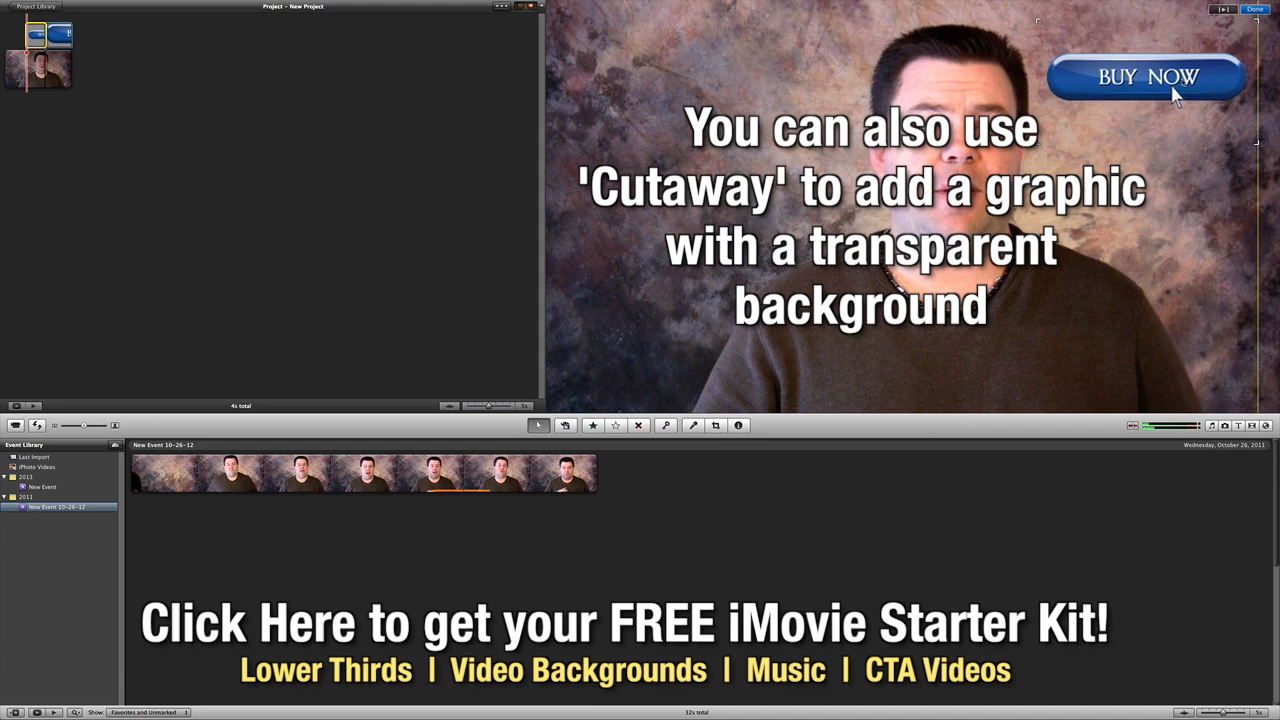 Project Library
Project - New Project
Done
BUY NOW
You can also use
'Cutaway' to add a graphic
with a transparent
background
4s total
5s
Event Library
New Event 10-26-12
Wednesday, October 26, 2011
Last Import
iPhoto Videos
2013
New Event
2011
New Event 10-26-12
Click Here to get your FREE iMovie Starter Kit!
Lower Thirds | Video Backgrounds | Music | CTA Videos
Show: Favorites and Unmarked
32s total
5s